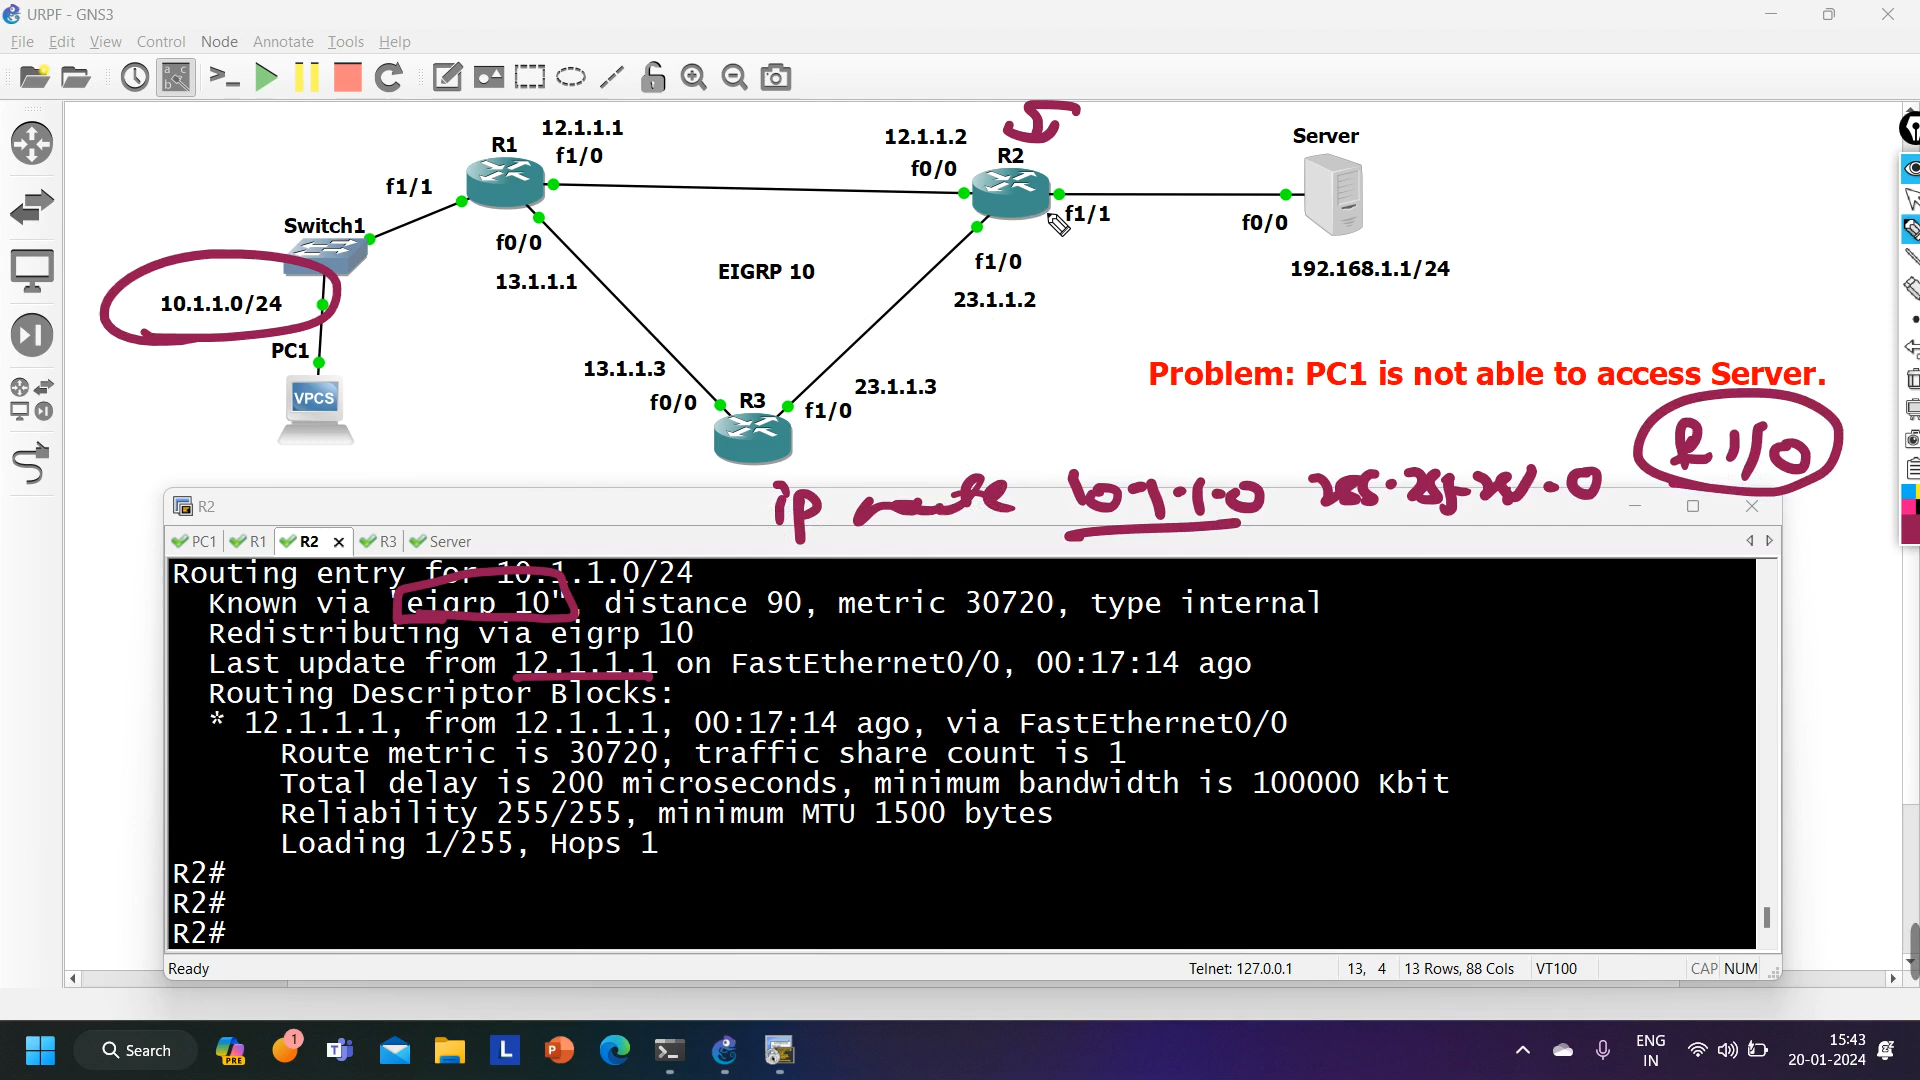 URPF - GNS3
File Edit View Control Node Annotate Tools Help
12.1.1.1
R1
f1/0
f1/1
12.1.1.2
R2
f0/0
Server
f1/1
f0/0
Switch1
f0/0
13.1.1.1
EIGRP 10
f1/0
23.1.1.2
192.168.1.1/24
10.1.1.0/24
PC1
VPCS
13.1.1.3
f0/0
R3
23.1.1.3
f1/0
Problem: PC1 is not able to access Server.
ip route 10.1.1.0 255.255.255.0
R2
PC1 R1 R2 R3 Server
Routing entry for 10.1.1.0/24
Known via "eigrp 10", distance 90, metric 30720, type internal
Redistributing via eigrp 10
Last update from 12.1.1.1 on FastEthernet0/0, 00:17:14 ago
Routing Descriptor Blocks:
* 12.1.1.1, from 12.1.1.1, 00:17:14 ago, via FastEthernet0/0
Route metric is 30720, traffic share count is 1
Total delay is 200 microseconds, minimum bandwidth is 100000 Kbit
Reliability 255/255, minimum MTU 1500 bytes
Loading 1/255, Hops 1
R2#
R2#
R2#
Ready Telnet: 127.0.0.1 13, 4 13 Rows, 88 Cols VT100 CAP NUM
Search
PRE
1
L
P
ENG
IN
15:43
20-01-2024